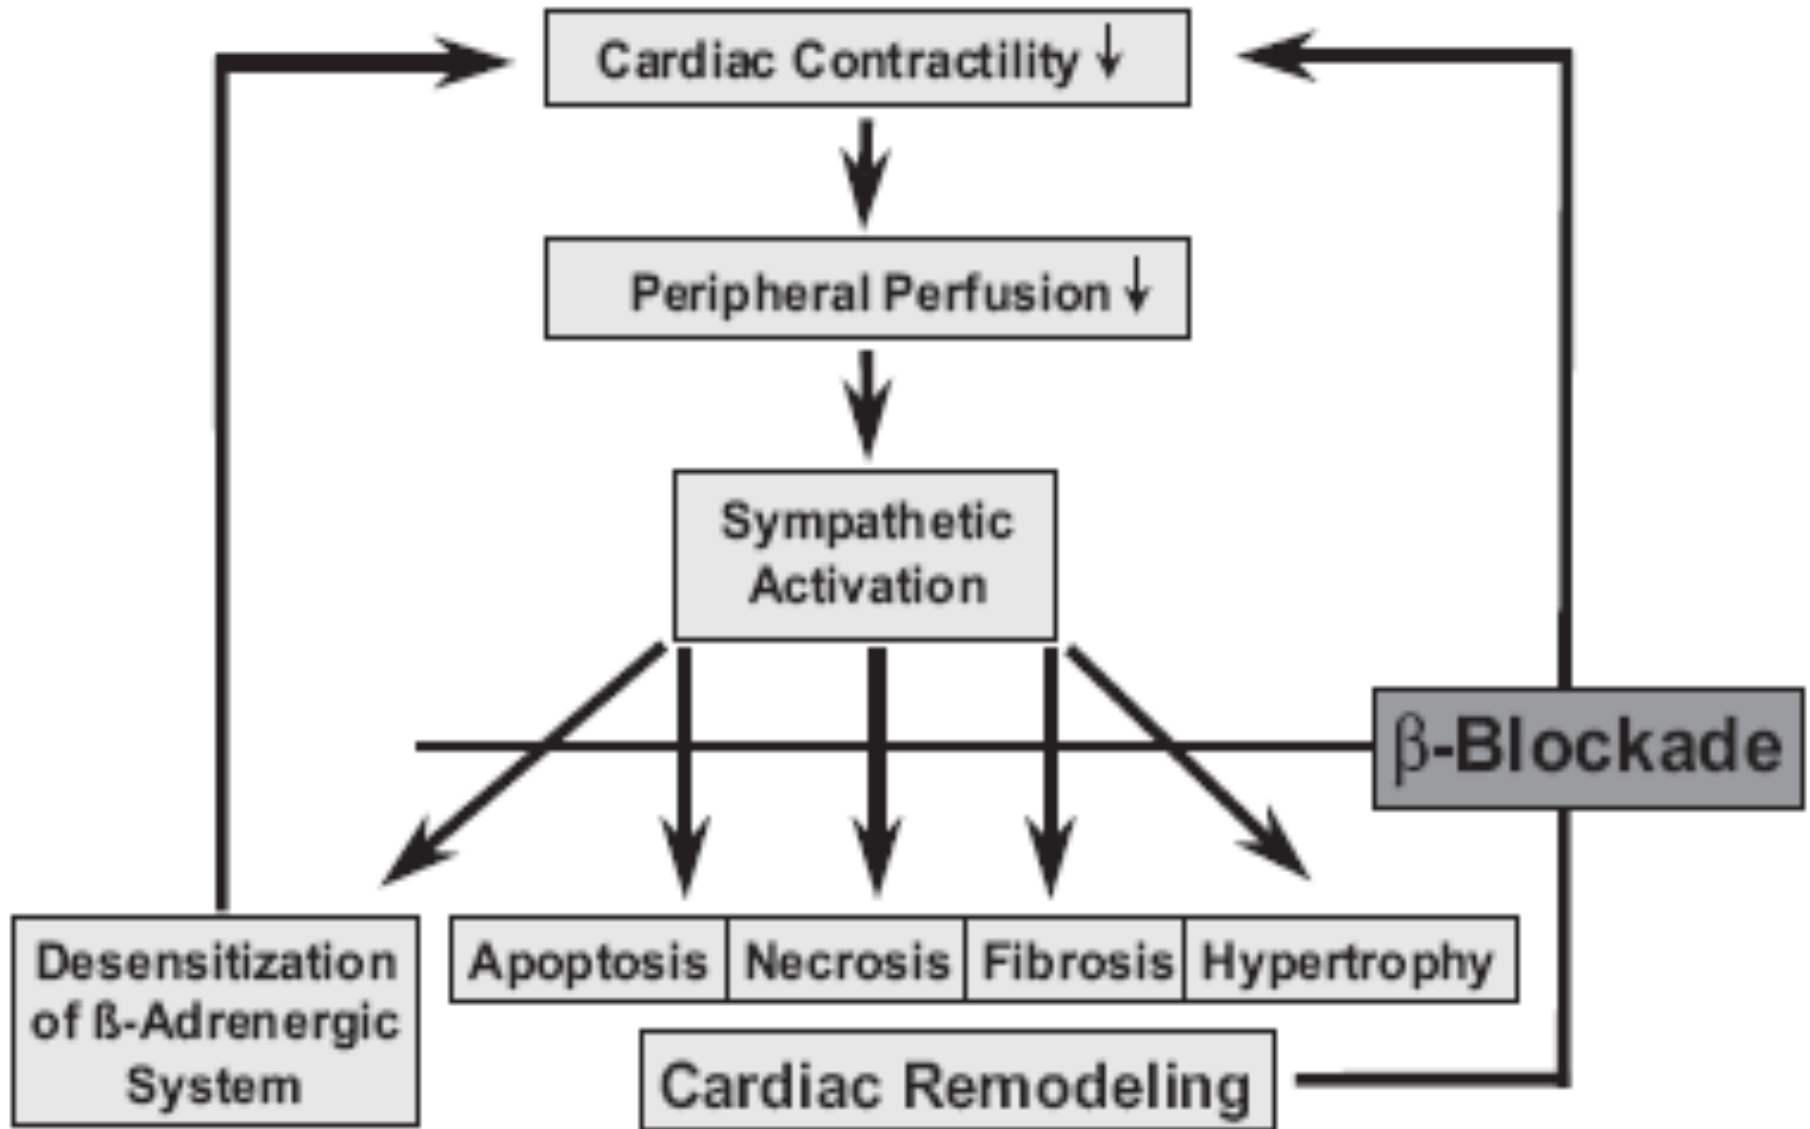 Cardiac Contractility ↓
Peripheral Perfusion ↓
Sympathetic
Activation
β-Blockade
Desensitization
of ß-Adrenergic
System
Apoptosis
Necrosis
Fibrosis
Hypertrophy
Cardiac Remodeling